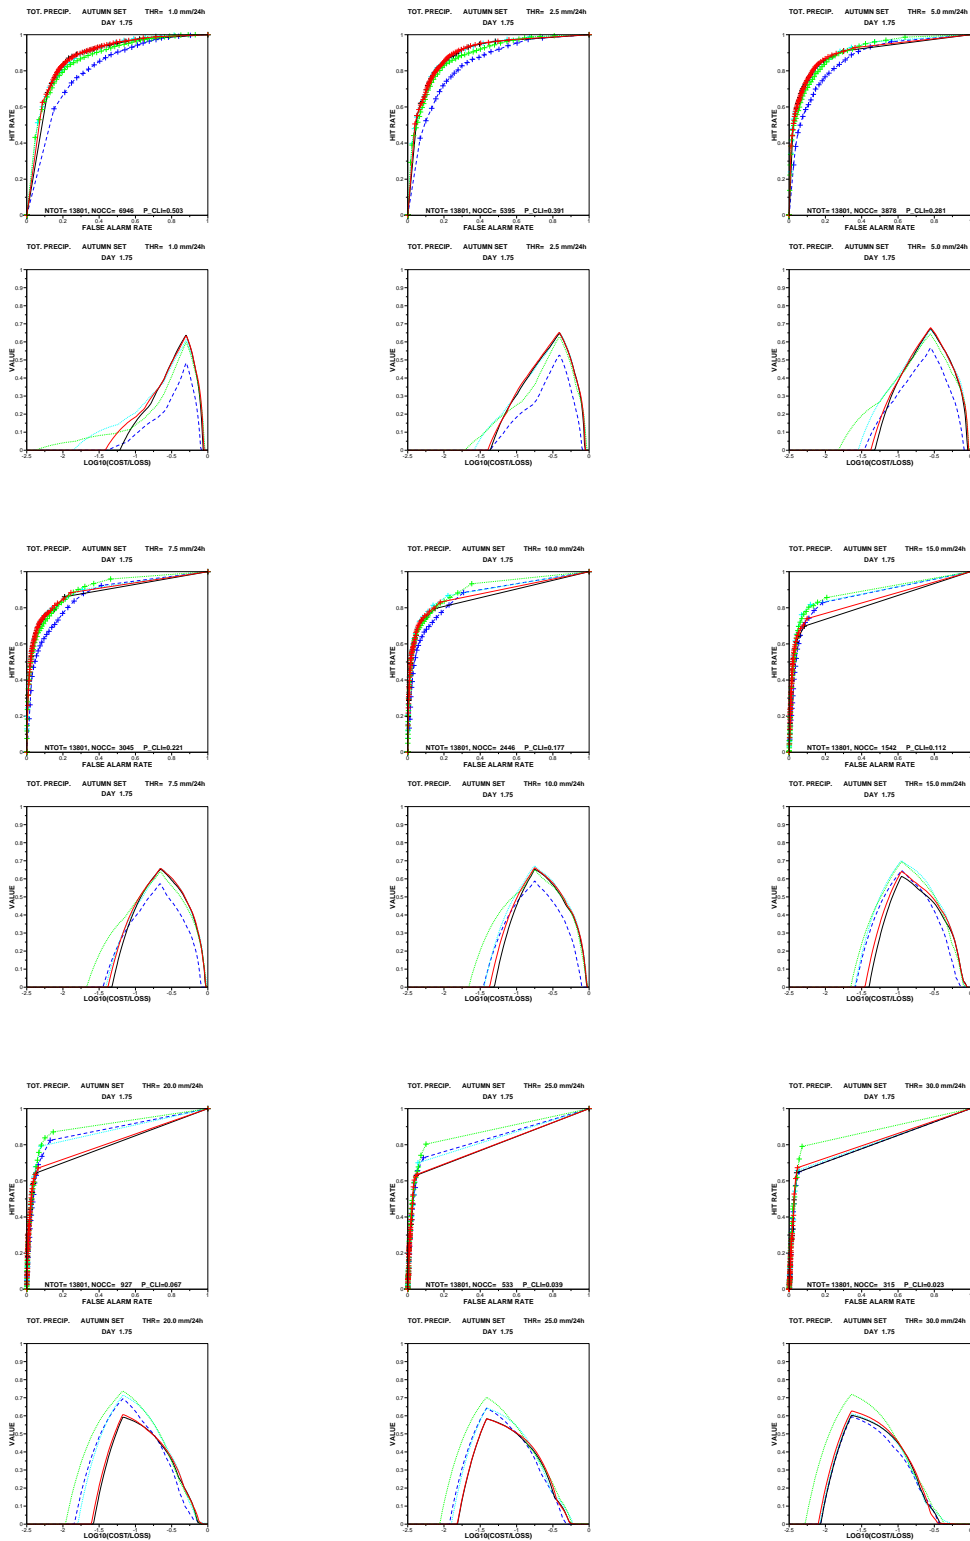 TOT. PRECIP. AUTUMN SET THR= 1.0 mm/24h
DAY 1.75
HIT RATE
NTOT= 13801, NOCC= 6946 P_CLI=0.503
FALSE ALARM RATE
TOT. PRECIP. AUTUMN SET THR= 2.5 mm/24h
DAY 1.75
HIT RATE
NTOT= 13801, NOCC= 5395 P_CLI=0.391
FALSE ALARM RATE
TOT. PRECIP. AUTUMN SET THR= 5.0 mm/24h
DAY 1.75
HIT RATE
NTOT= 13801, NOCC= 3878 P_CLI=0.281
FALSE ALARM RATE
TOT. PRECIP. AUTUMN SET THR= 1.0 mm/24h
DAY 1.75
VALUE
LOG10(COST/LOSS)
TOT. PRECIP. AUTUMN SET THR= 2.5 mm/24h
DAY 1.75
VALUE
LOG10(COST/LOSS)
TOT. PRECIP. AUTUMN SET THR= 5.0 mm/24h
DAY 1.75
VALUE
LOG10(COST/LOSS)
TOT. PRECIP. AUTUMN SET THR= 7.5 mm/24h
DAY 1.75
HIT RATE
NTOT= 13801, NOCC= 3045 P_CLI=0.221
FALSE ALARM RATE
TOT. PRECIP. AUTUMN SET THR= 10.0 mm/24h
DAY 1.75
HIT RATE
NTOT= 13801, NOCC= 2446 P_CLI=0.177
FALSE ALARM RATE
TOT. PRECIP. AUTUMN SET THR= 15.0 mm/24h
DAY 1.75
HIT RATE
NTOT= 13801, NOCC= 1542 P_CLI=0.112
FALSE ALARM RATE
TOT. PRECIP. AUTUMN SET THR= 7.5 mm/24h
DAY 1.75
VALUE
LOG10(COST/LOSS)
TOT. PRECIP. AUTUMN SET THR= 10.0 mm/24h
DAY 1.75
VALUE
LOG10(COST/LOSS)
TOT. PRECIP. AUTUMN SET THR= 15.0 mm/24h
DAY 1.75
VALUE
LOG10(COST/LOSS)
TOT. PRECIP. AUTUMN SET THR= 20.0 mm/24h
DAY 1.75
HIT RATE
NTOT= 13801, NOCC= 927 P_CLI=0.067
FALSE ALARM RATE
TOT. PRECIP. AUTUMN SET THR= 25.0 mm/24h
DAY 1.75
HIT RATE
NTOT= 13801, NOCC= 533 P_CLI=0.039
FALSE ALARM RATE
TOT. PRECIP. AUTUMN SET THR= 30.0 mm/24h
DAY 1.75
HIT RATE
NTOT= 13801, NOCC= 315 P_CLI=0.023
FALSE ALARM RATE
TOT. PRECIP. AUTUMN SET THR= 20.0 mm/24h
DAY 1.75
VALUE
LOG10(COST/LOSS)
TOT. PRECIP. AUTUMN SET THR= 25.0 mm/24h
DAY 1.75
VALUE
LOG10(COST/LOSS)
TOT. PRECIP. AUTUMN SET THR= 30.0 mm/24h
DAY 1.75
VALUE
LOG10(COST/LOSS)